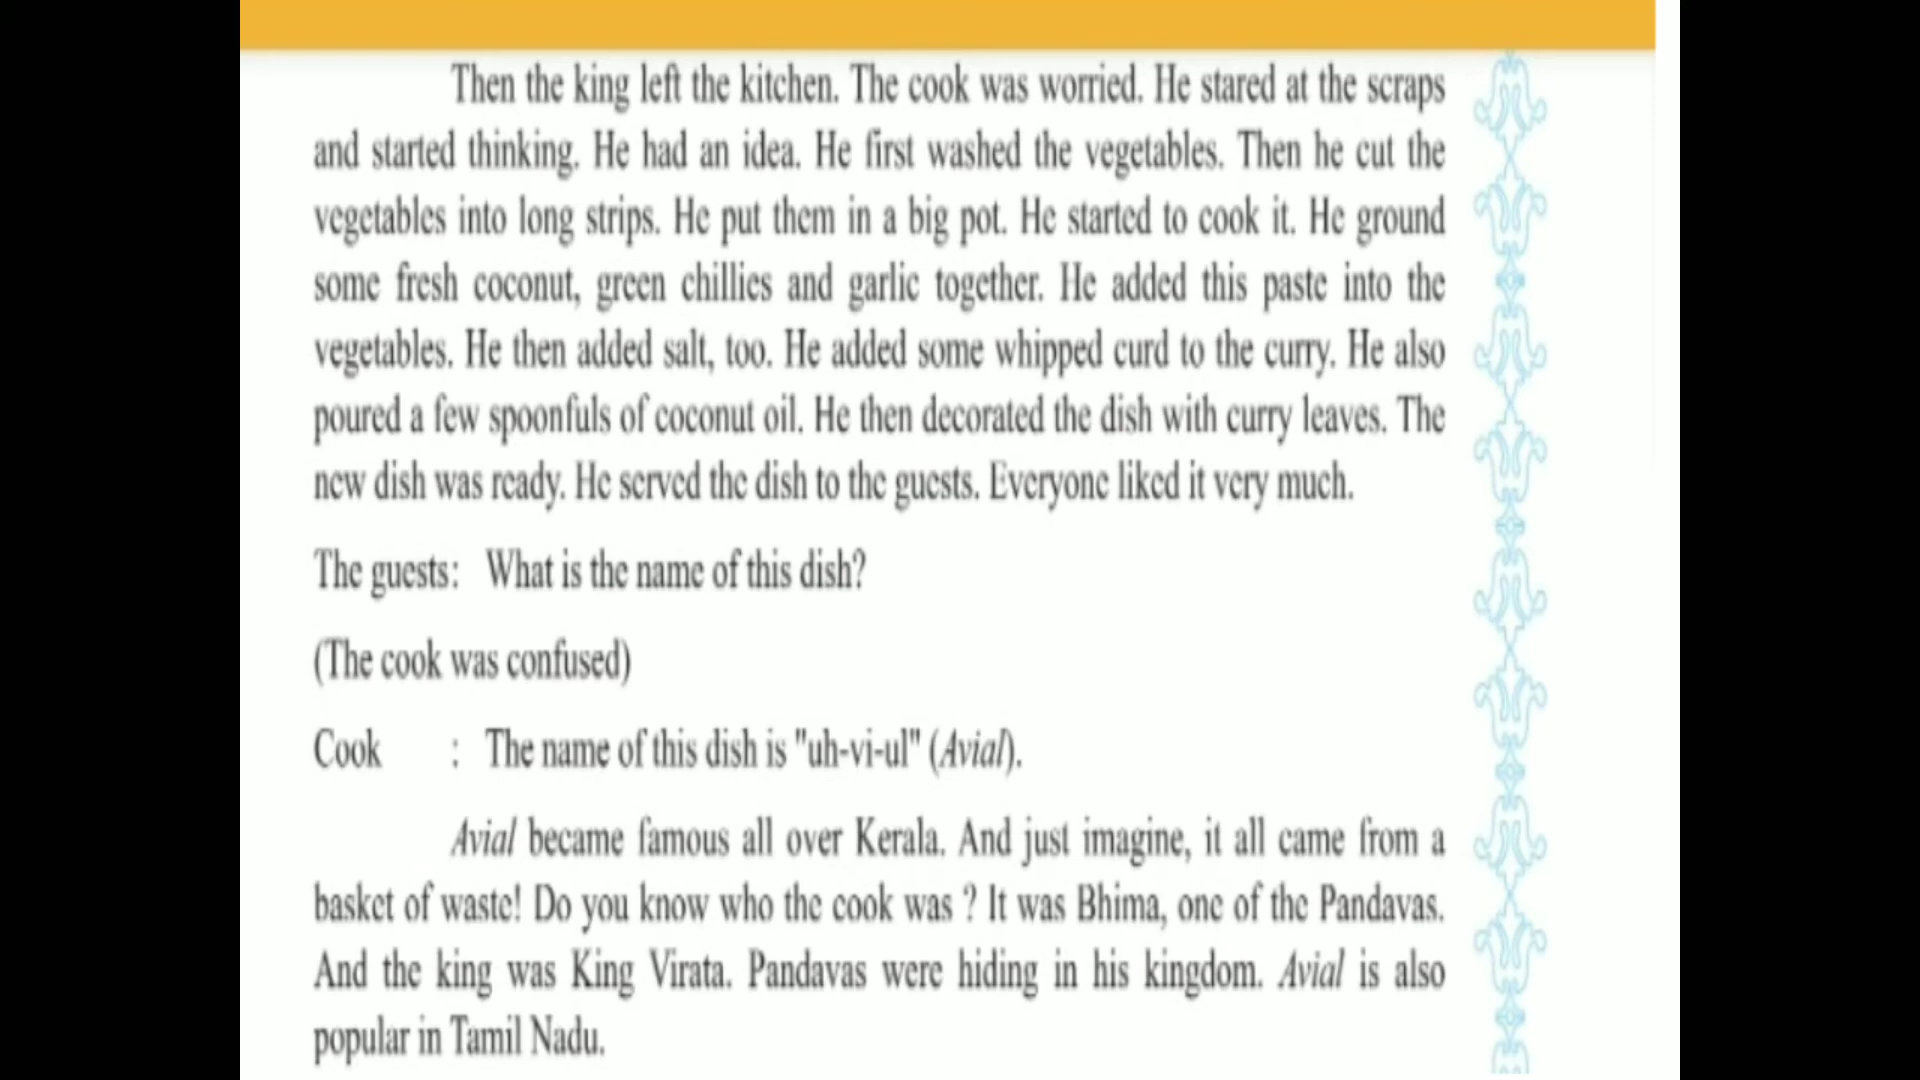 Then the king left the kitchen. The cook was worried. He stared at the scraps
and started thinking. He had an idea. He first washed the vegetables. Then he cut the
vegetables into long strips. He put them in a big pot. He started to cook it. He ground
some fresh coconut, green chillies and garlic together. He added this paste into the
vegetables. He then added salt, too. He added some whipped curd to the curry. He also
poured a few spoonfuls of coconut oil. He then decorated the dish with curry leaves. The
new dish was ready. He served the dish to the guests. Everyone liked it very much.
The guests: What is the name of this dish?
(The cook was confused)
Cook : The name of this dish is "uh-vi-ul" (Avial).
Avial became famous all over Kerala. And just imagine, it all came from a
basket of waste! Do you know who the cook was ? It was Bhima, one of the Pandavas.
And the king was King Virata. Pandavas were hiding in his kingdom. Avial is also
popular in Tamil Nadu.